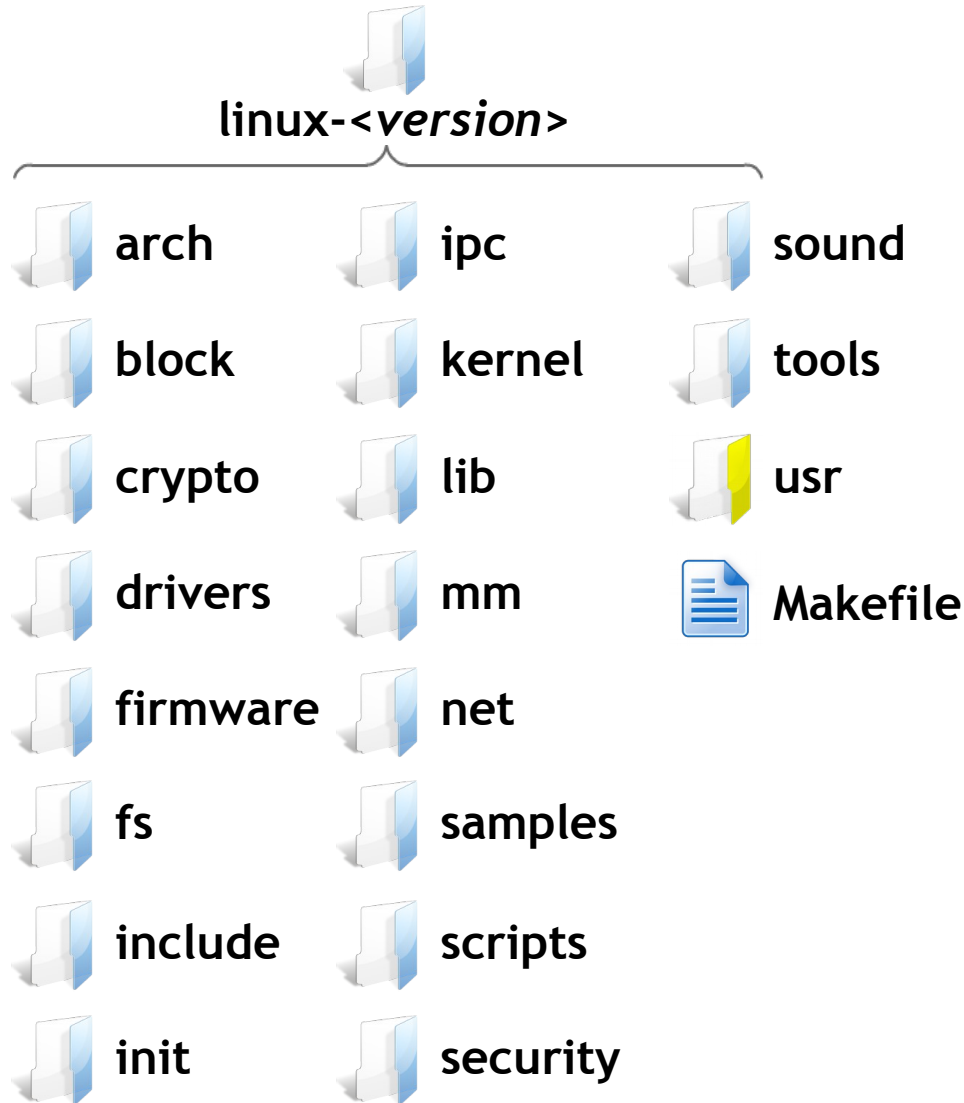 linux-<version>
arch
block
crypto
drivers
firmware
fs
include
init
ipc
kernel
lib
mm
net
samples
scripts
security
sound
tools
usr
Makefile